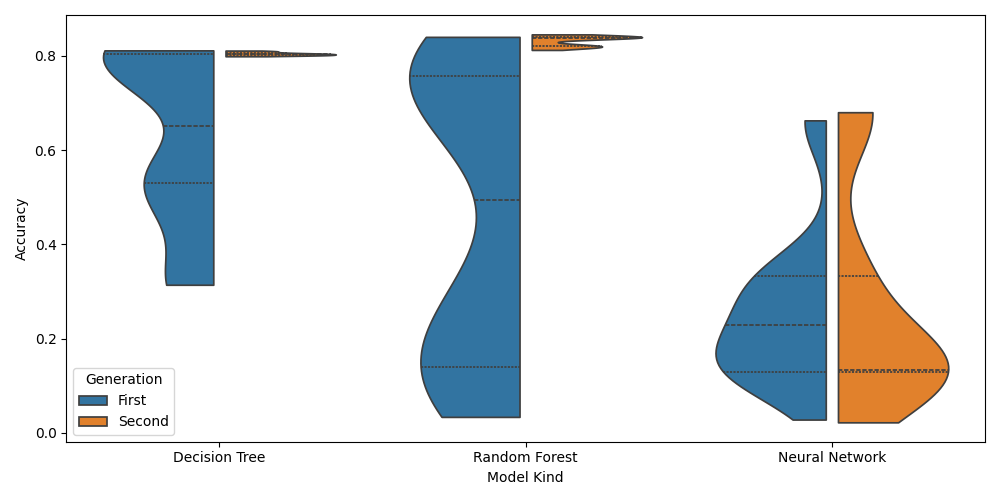 0.8
0.6
0.4
0.2
0.0
Accuracy
Generation
First
Second
Decision Tree
Random Forest
Neural Network
Model Kind